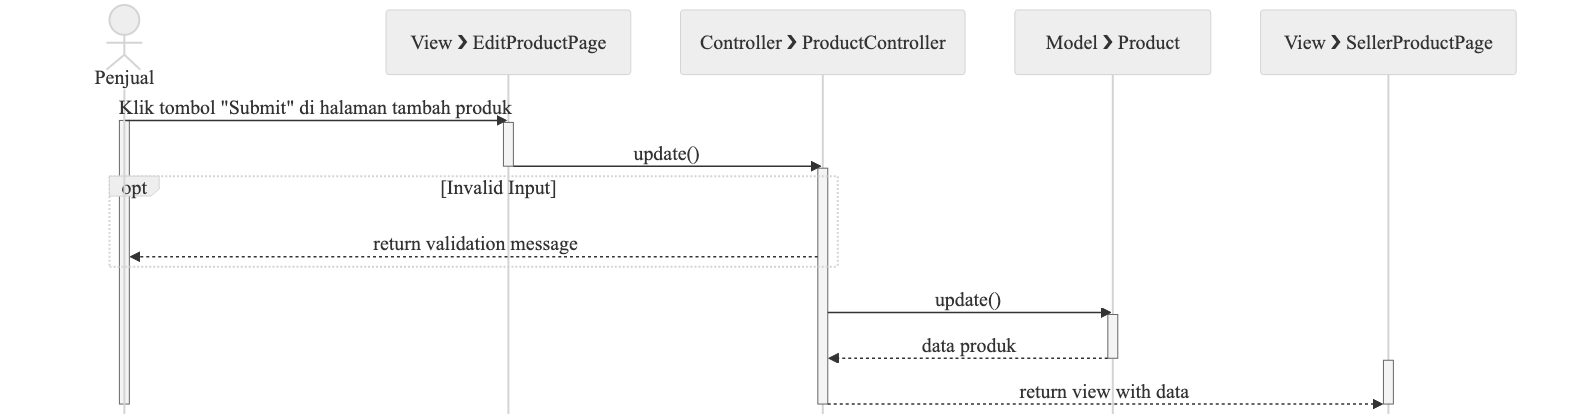 Penjual
View ❯ EditProductPage
Controller ❯ ProductController
Model ❯ Product
View ❯ SellerProductPage
Klik tombol "Submit" di halaman tambah produk
update()
opt
[Invalid Input]
return validation message
update()
data produk
return view with data